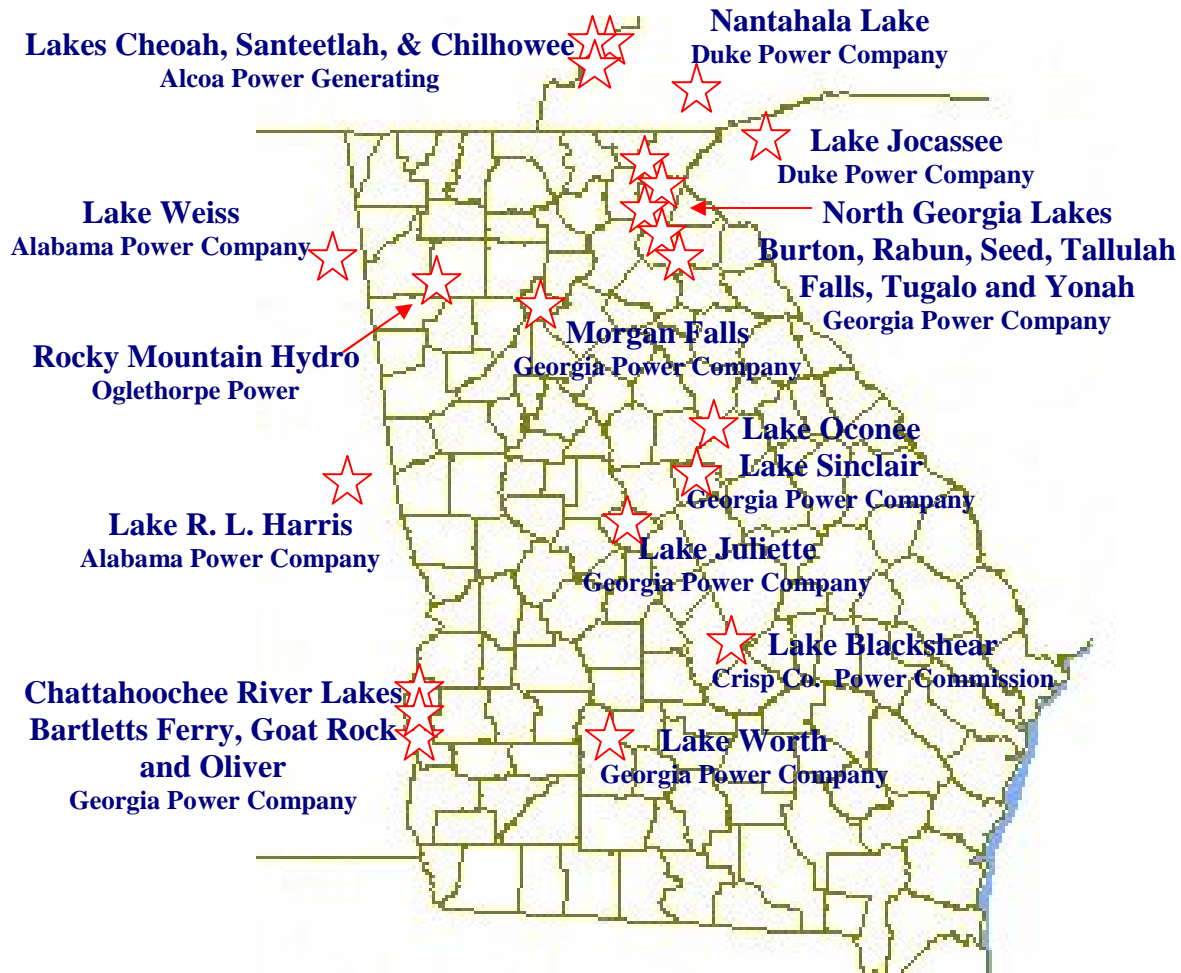 Nantahala Lake
Duke Power Company
Lakes Cheoah, Santeetlah, & Chilhowee
Alcoa Power Generating
Lake Jocassee
Duke Power Company
Lake Weiss
Alabama Power Company
North Georgia Lakes
Burton, Rabun, Seed, Tallulah
Falls, Tugalo and Yonah
Georgia Power Company
Rocky Mountain Hydro
Oglethorpe Power
Morgan Falls
Georgia Power Company
Lake Oconee
Lake Sinclair
Georgia Power Company
Lake R. L. Harris
Alabama Power Company
Lake Juliette
Georgia Power Company
Lake Blackshear
Crisp Co. Power Commission
Chattahoochee River Lakes
Bartletts Ferry, Goat Rock
and Oliver
Georgia Power Company
Lake Worth
Georgia Power Company